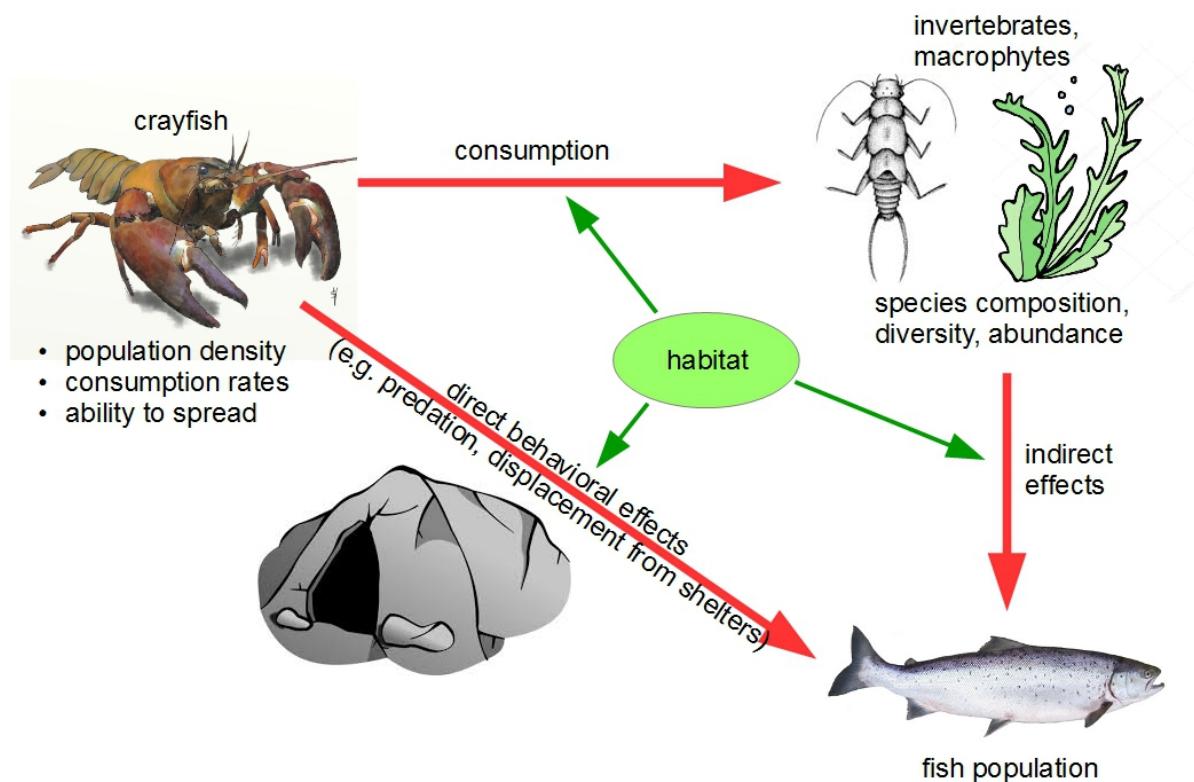 invertebrates,
macrophytes
crayfish
consumption
species composition,
diversity, abundance
• population density
• consumption rates
• ability to spread
habitat
direct behavioral effects
(e.g. predation, displacement from shelters)
indirect
effects
fish population